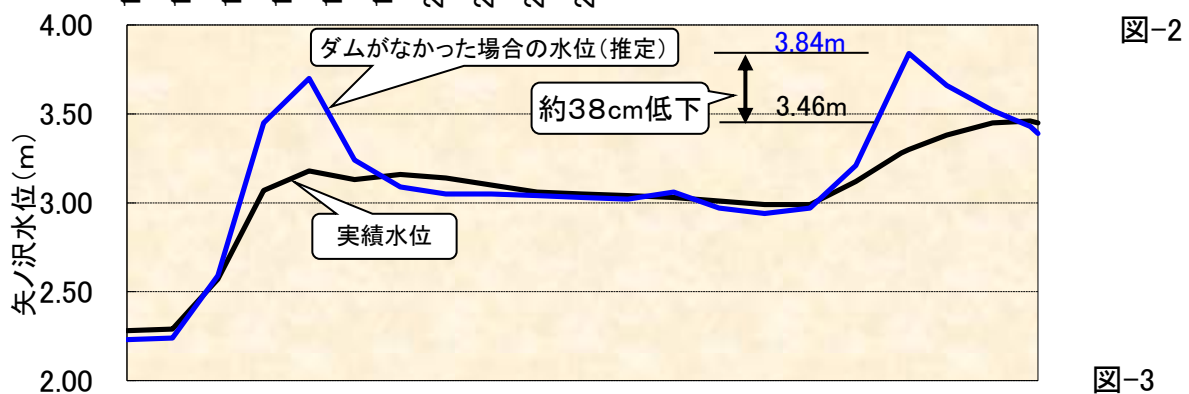 4.00
図-2
ダムがなかった場合の水位(推定)
3.84m
約38cm低下
3.46m
3.50
3.00
実績水位
2.50
2.00
矢ノ沢水位(m)
図-3